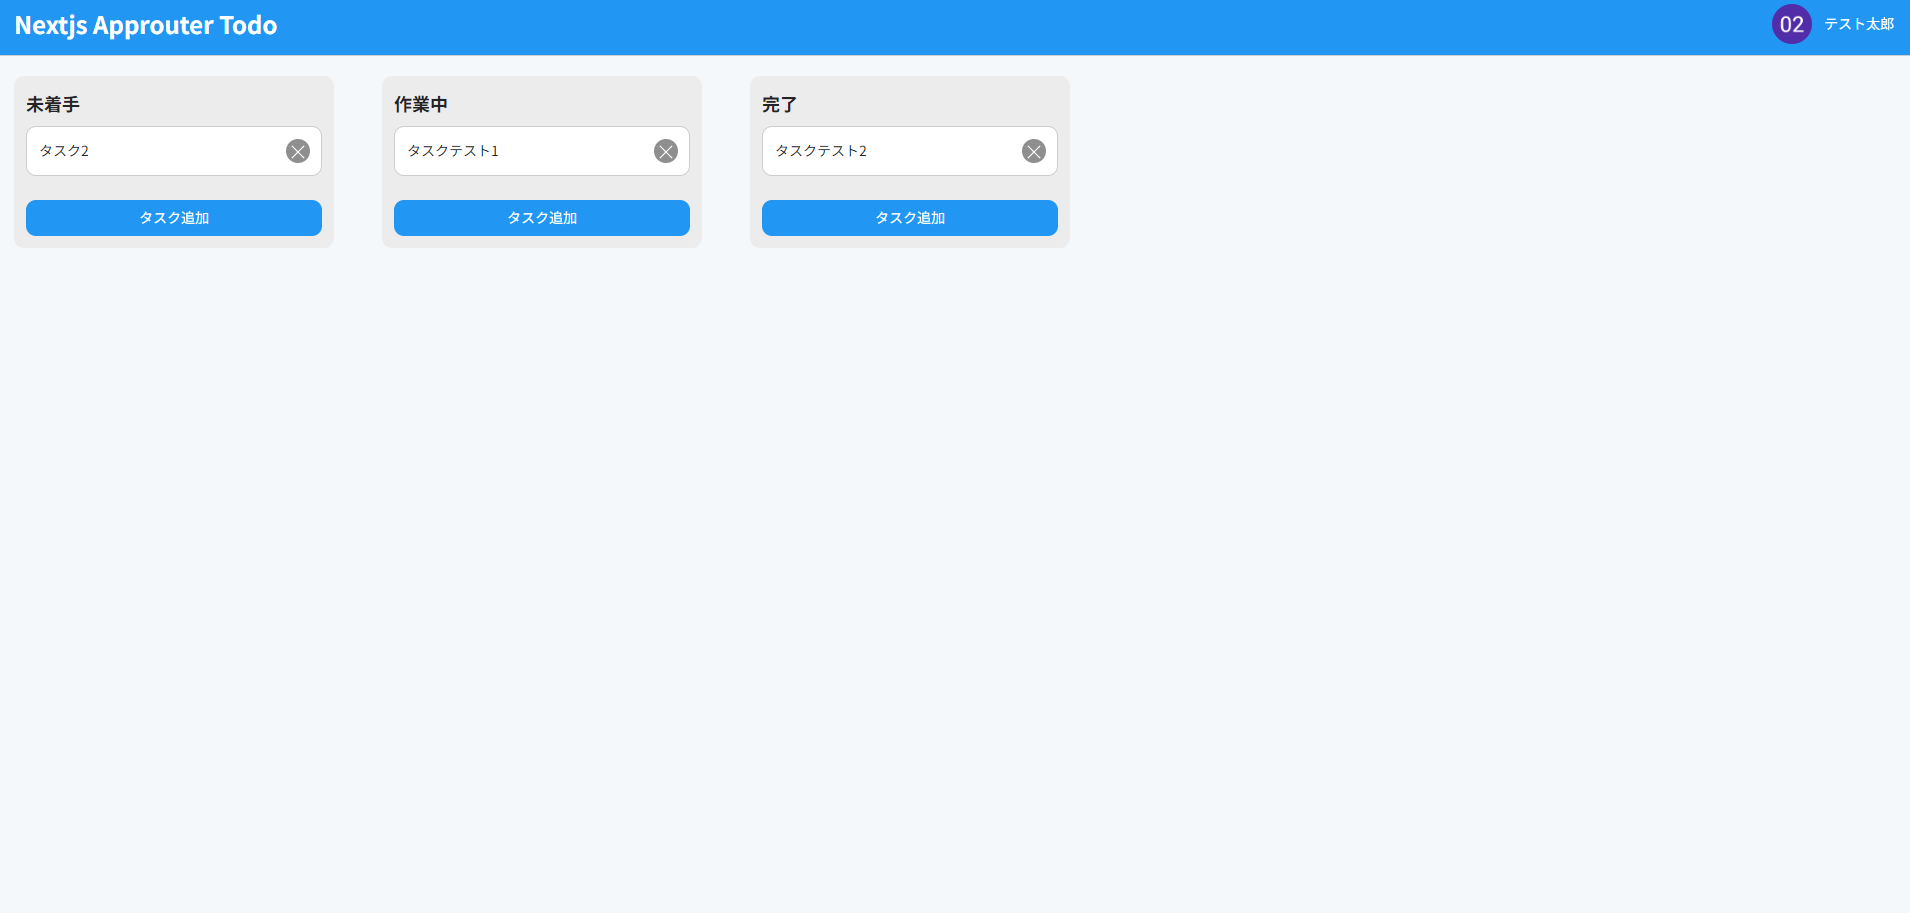 Nextjs Approuter Todo
02 テスト太郎
未着手
タスク2
タスク追加
作業中
タスクテスト1
タスク追加
完了
タスクテスト2
タスク追加